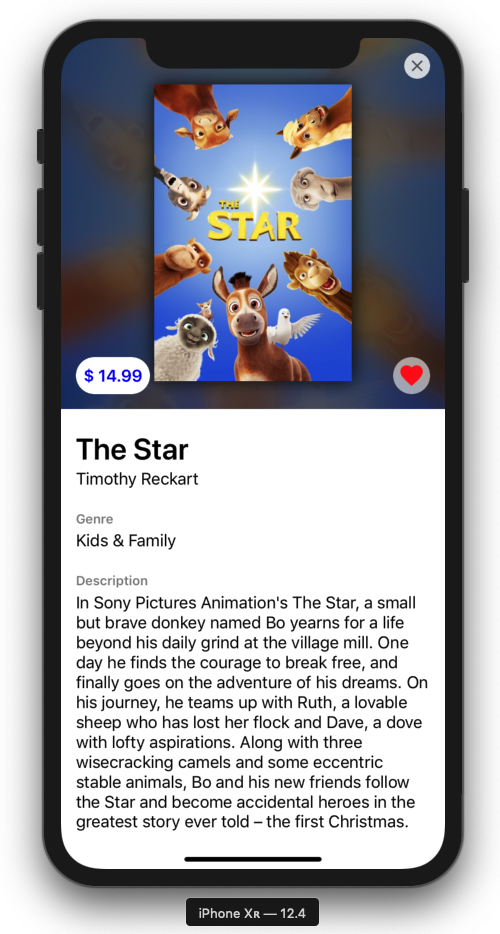 THE
STAR
$ 14.99
The Star
Timothy Reckart
Genre
Kids & Family
Description
In Sony Pictures Animation's The Star, a small
but brave donkey named Bo yearns for a life
beyond his daily grind at the village mill. One
day he finds the courage to break free, and
finally goes on the adventure of his dreams. On
his journey, he teams up with Ruth, a lovable
sheep who has lost her flock and Dave, a dove
with lofty aspirations. Along with three
wisecracking camels and some eccentric
stable animals, Bo and his new friends follow
the Star and become accidental heroes in the
greatest story ever told – the first Christmas.
iPhone Xʀ — 12.4